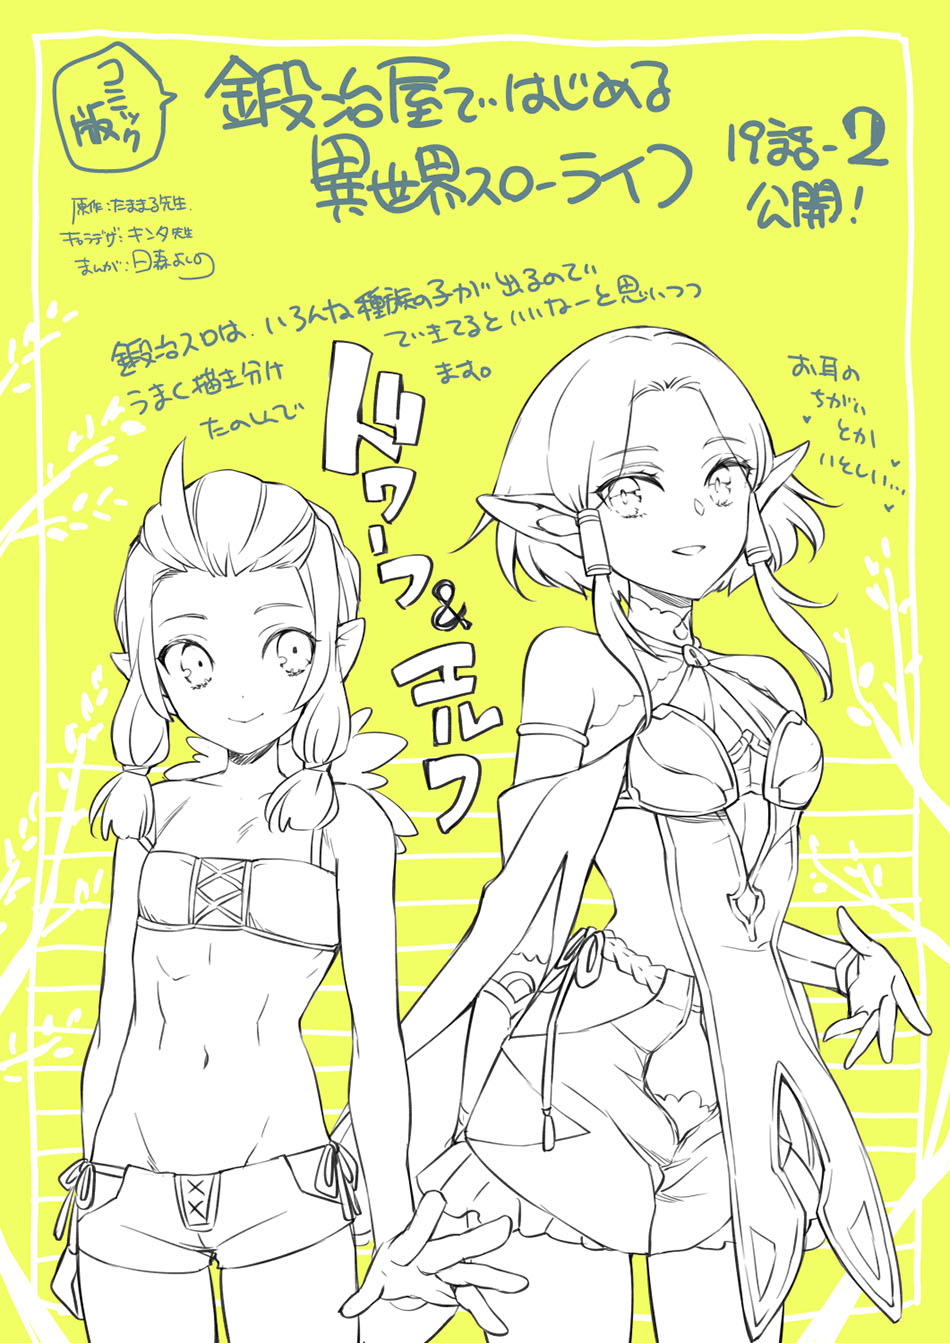 コミック
版
鍛冶屋ではじめる
異世界スローライフ
19話-2
公開!
原作:たままる先生.
キャラデザ:キンタ先生
まんが:日森よしの
鍛冶スロは、いろんな種族の子が出るので
うまく描き分け
できてるといいなーと思いつつ
たのしんで
ます。
お耳の
ちがい
とか
いとしい…
ドワーフ
&
エルフ